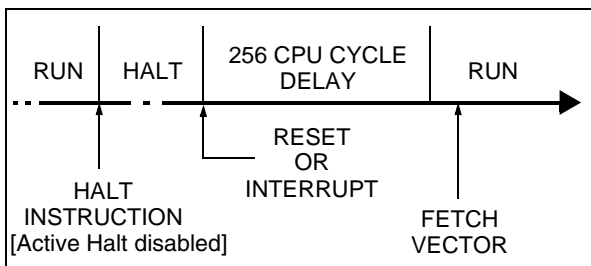 RUN
HALT
256 CPU CYCLE
DELAY
RUN
RESET
OR
INTERRUPT
HALT
INSTRUCTION
[Active Halt disabled]
FETCH
VECTOR